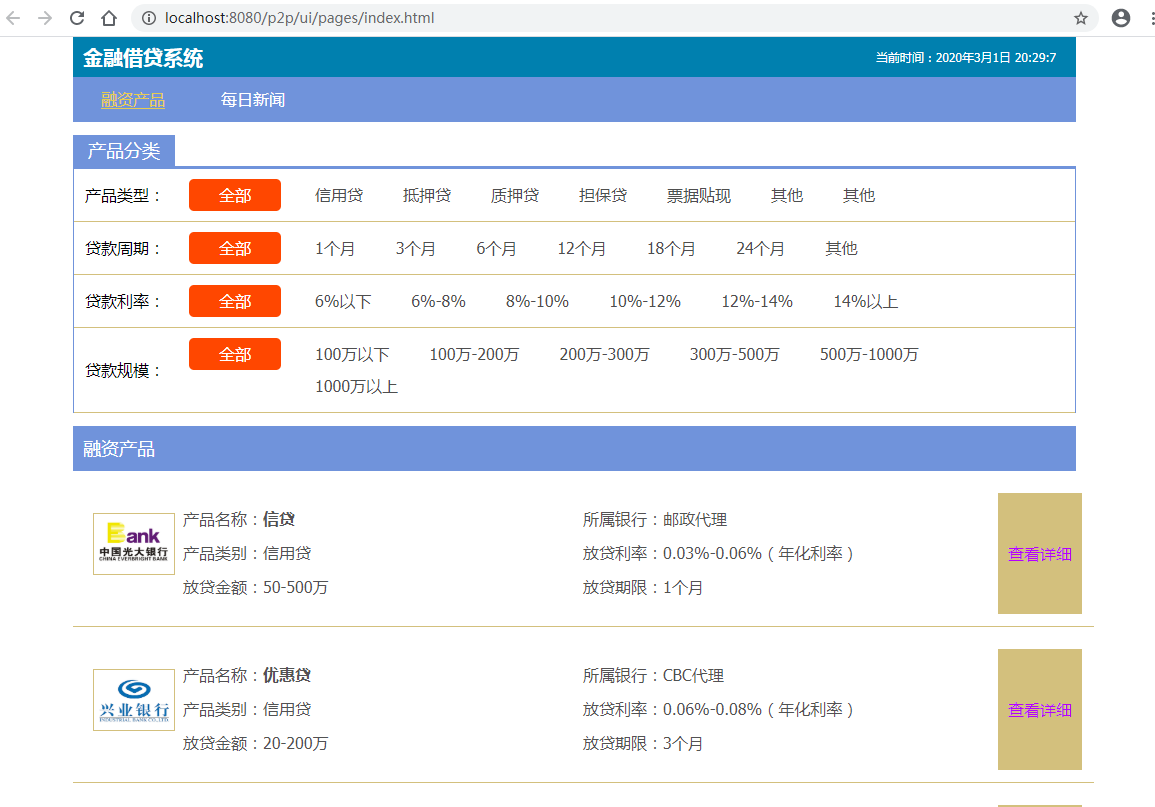 localhost:8080/p2p/ui/pages/index.html
金融借贷系统 当前时间：2020年3月1日 20:29:7
融资产品 每日新闻
产品分类
产品类型： 全部 信用贷 抵押贷 质押贷 担保贷 票据贴现 其他 其他
贷款周期： 全部 1个月 3个月 6个月 12个月 18个月 24个月 其他
贷款利率： 全部 6%以下 6%-8% 8%-10% 10%-12% 12%-14% 14%以上
贷款规模： 全部 100万以下 100万-200万 200万-300万 300万-500万 500万-1000万
1000万以上
融资产品
Bank
中国光大银行
CHINA EVERBRIGHT BANK
产品名称：信贷 所属银行：邮政代理
产品类别：信用贷 放贷利率：0.03%-0.06%（年化利率） 查看详细
放贷金额：50-500万 放贷期限：1个月
兴业银行
INDUSTRIAL BANK CO.,LTD.
产品名称：优惠贷 所属银行：CBC代理
产品类别：信用贷 放贷利率：0.06%-0.08%（年化利率） 查看详细
放贷金额：20-200万 放贷期限：3个月